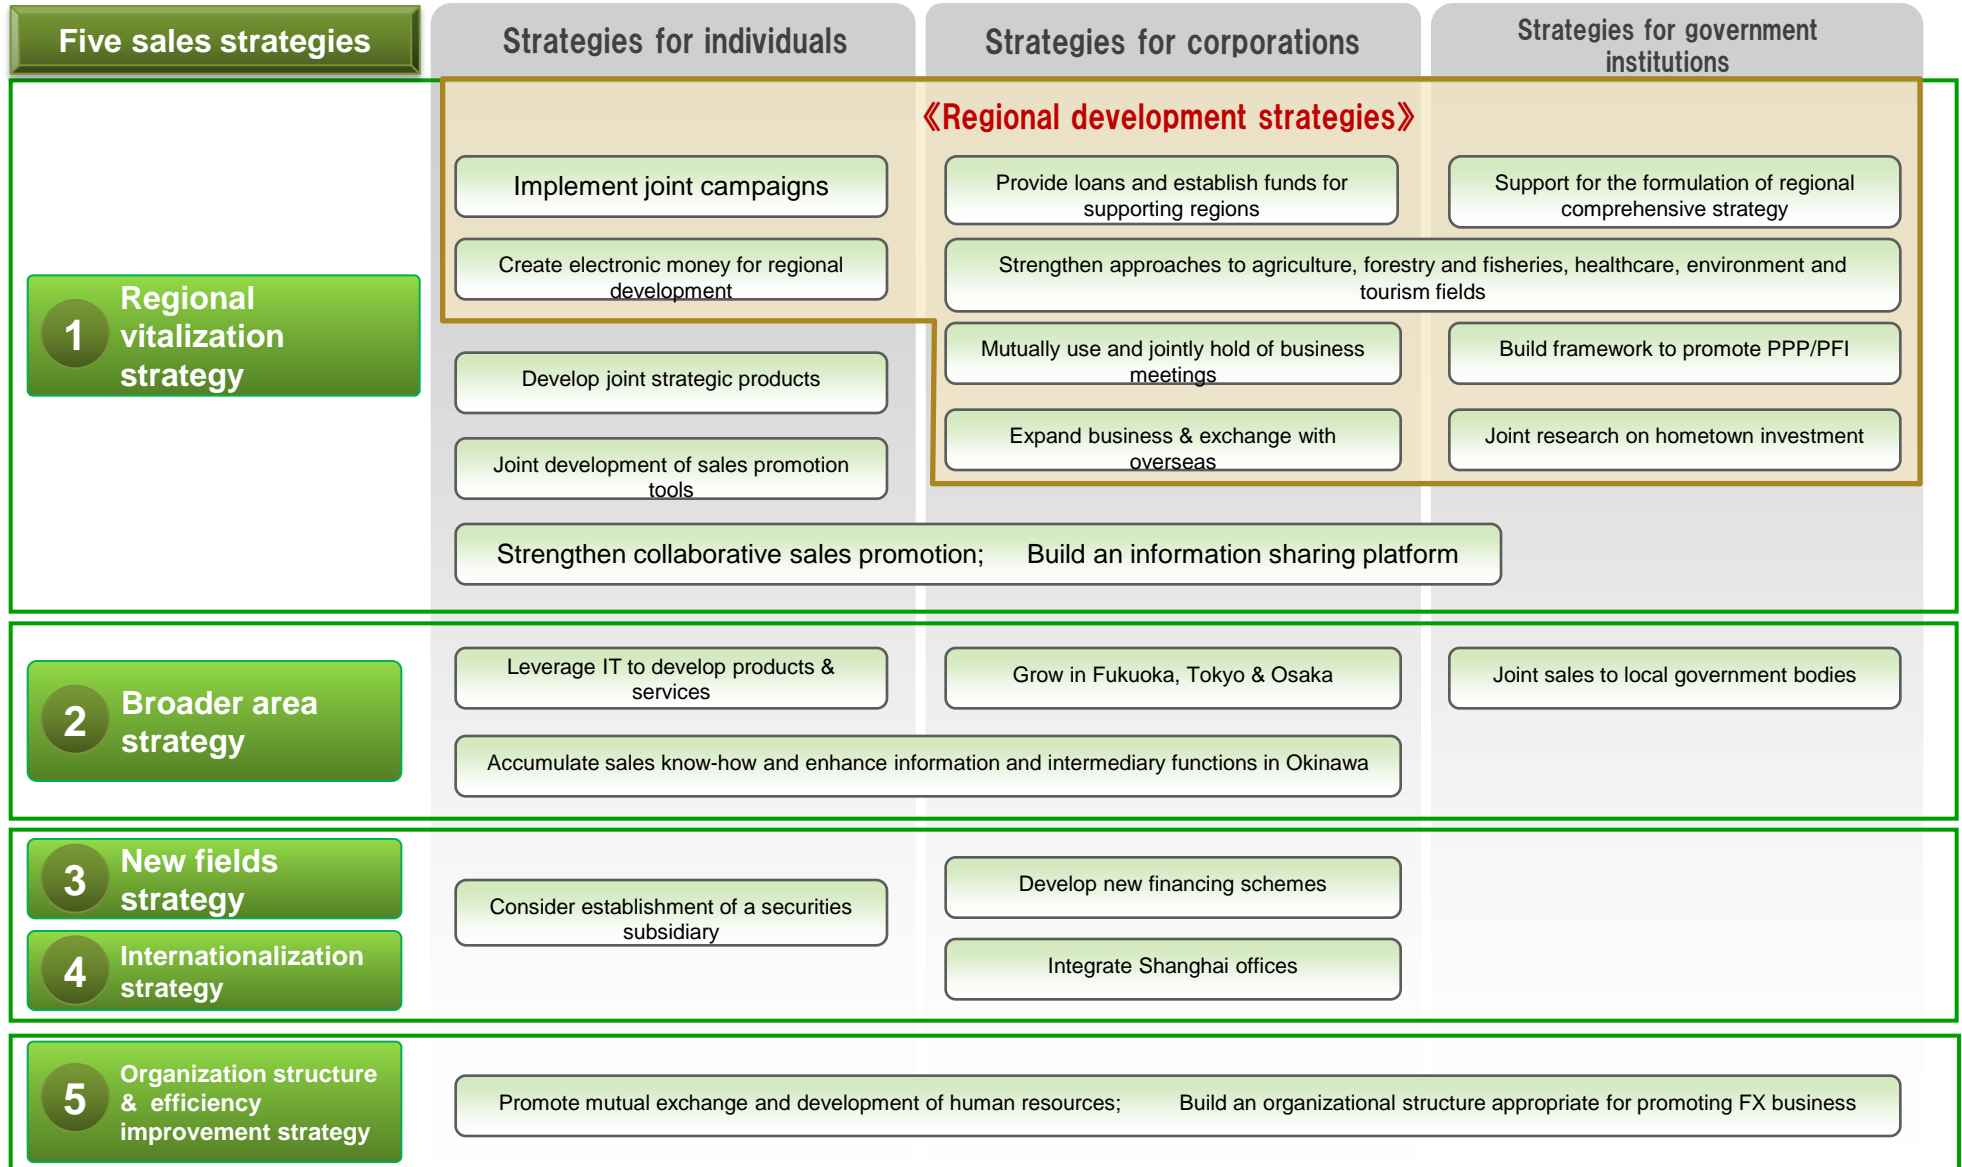 Five sales strategies
Strategies for individuals
Strategies for corporations
Strategies for government
institutions
《Regional development strategies》
1
Regional
vitalization
strategy
Implement joint campaigns
Provide loans and establish funds for
supporting regions
Support for the formulation of regional
comprehensive strategy
Create electronic money for regional
development
Strengthen approaches to agriculture, forestry and fisheries, healthcare, environment and
tourism fields
Mutually use and jointly hold of business
meetings
Build framework to promote PPP/PFI
Develop joint strategic products
Expand business & exchange with
overseas
Joint research on hometown investment
Joint development of sales promotion
tools
Strengthen collaborative sales promotion; Build an information sharing platform
2
Broader area
strategy
Leverage IT to develop products &
services
Grow in Fukuoka, Tokyo & Osaka
Joint sales to local government bodies
Accumulate sales know-how and enhance information and intermediary functions in Okinawa
3
New fields
strategy
4
Internationalization
strategy
Consider establishment of a securities
subsidiary
Develop new financing schemes
Integrate Shanghai offices
5
Organization structure
& efficiency
improvement strategy
Promote mutual exchange and development of human resources; Build an organizational structure appropriate for promoting FX business